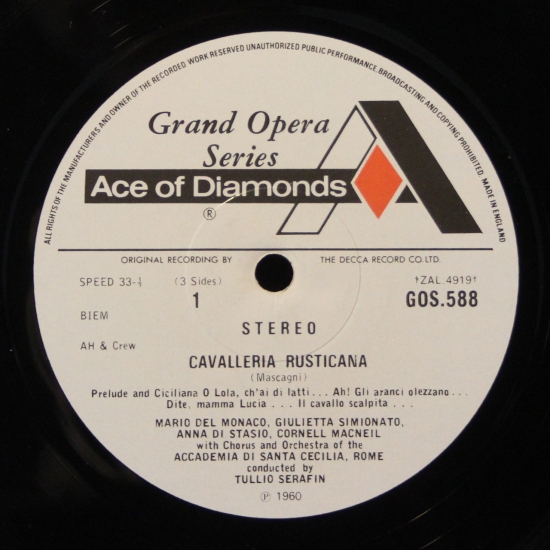 ALL RIGHTS OF THE MANUFACTURERS AND OWNER OF THE RECORDED WORK RESERVED UNAUTHORIZED PUBLIC PERFORMANCE, BROADCASTING AND COPYING PROHIBITED. MADE IN ENGLAND
Grand Opera
Series
Ace of Diamonds
®
ORIGINAL RECORDING BY THE DECCA RECORD CO. LTD.
SPEED 33-⅓ (3 Sides) †ZAL 4919†
1 GOS.588
BIEM
STEREO
AH & Crew
CAVALLERIA RUSTICANA
(Mascagni)
Prelude and Ciciliana O Lola, ch'ai di latti... Ah! Gli aranci olezzano...
Dite, mamma Lucia ... Il cavallo scalpita ...
MARIO DEL MONACO, GIULIETTA SIMIONATO,
ANNA DI STASIO, CORNELL MACNEIL
with Chorus and Orchestra of the
ACCADEMIA DI SANTA CECILIA, ROME
conducted by
TULLIO SERAFIN
℗ 1960